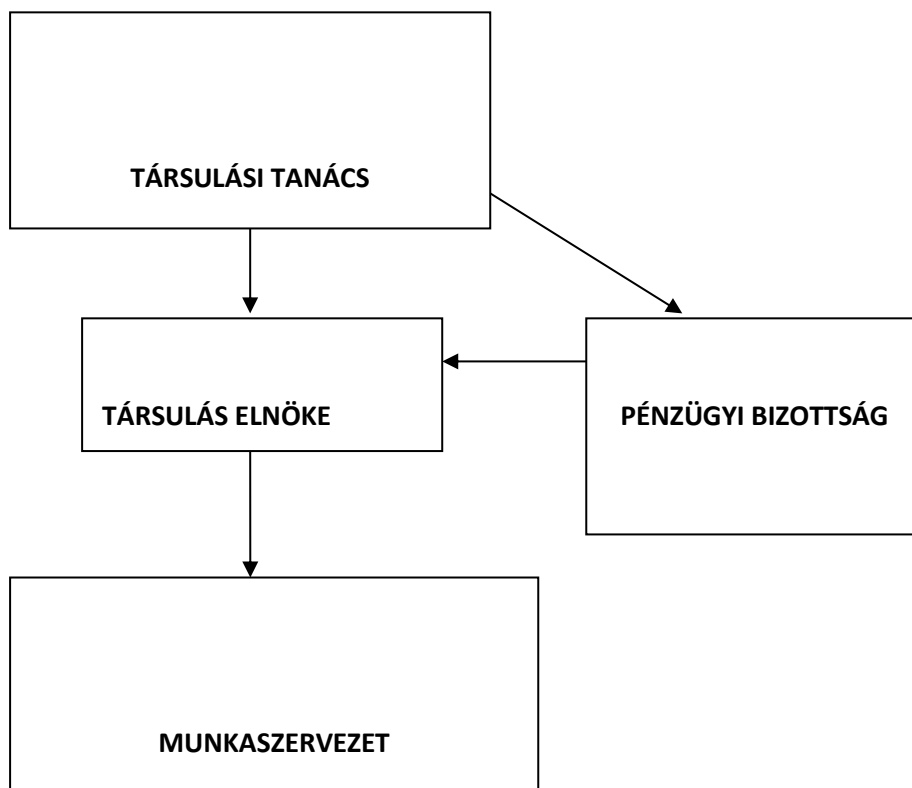 TÁRSULÁSI TANÁCS
TÁRSULÁS ELNÖKE
PÉNZÜGYI BIZOTTSÁG
MUNKASZERVEZET